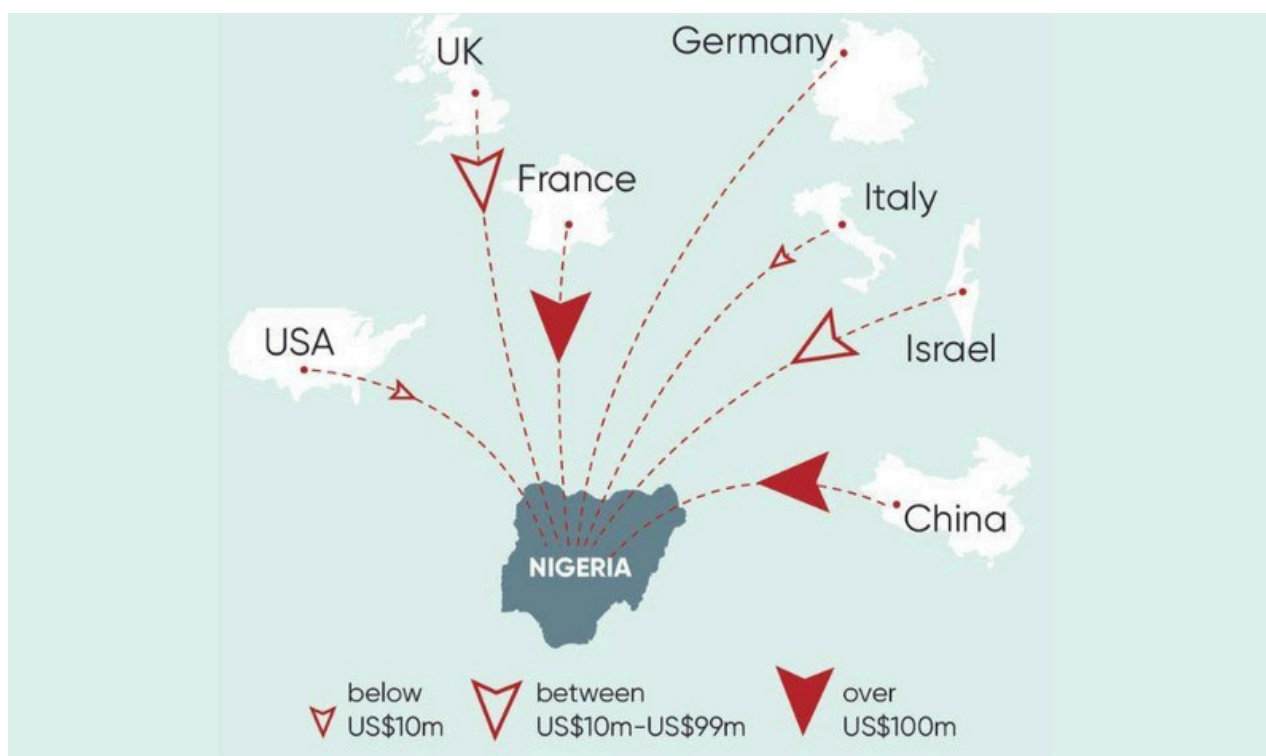 UK
Germany
France
Italy
USA
Israel
China
NIGERIA
below
US$10m
between
US$10m-US$99m
over
US$100m